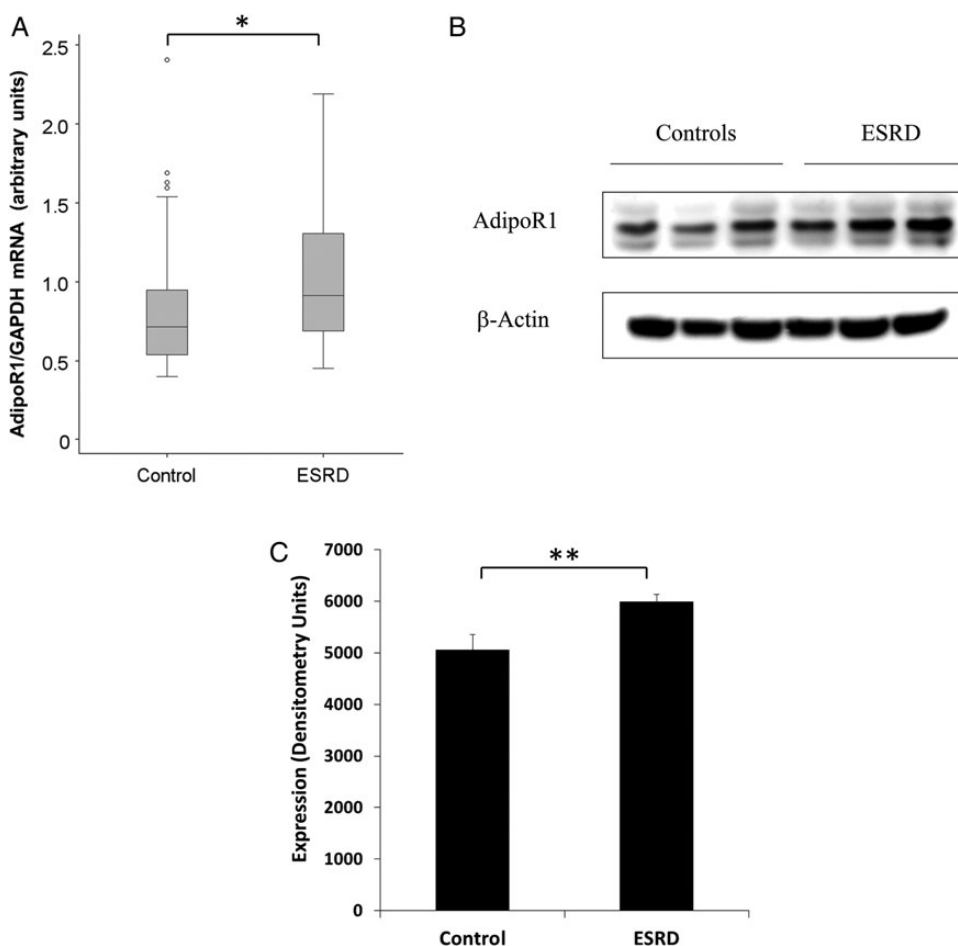 A
*
AdipoR1/GAPDH mRNA (arbitrary units)
2.5
2.0
1.5
1.0
0.5
0
Control ESRD
B
Controls ESRD
AdipoR1
β-Actin
C
**
Expression (Densitometry Units)
7000
6000
5000
4000
3000
2000
1000
0
Control ESRD